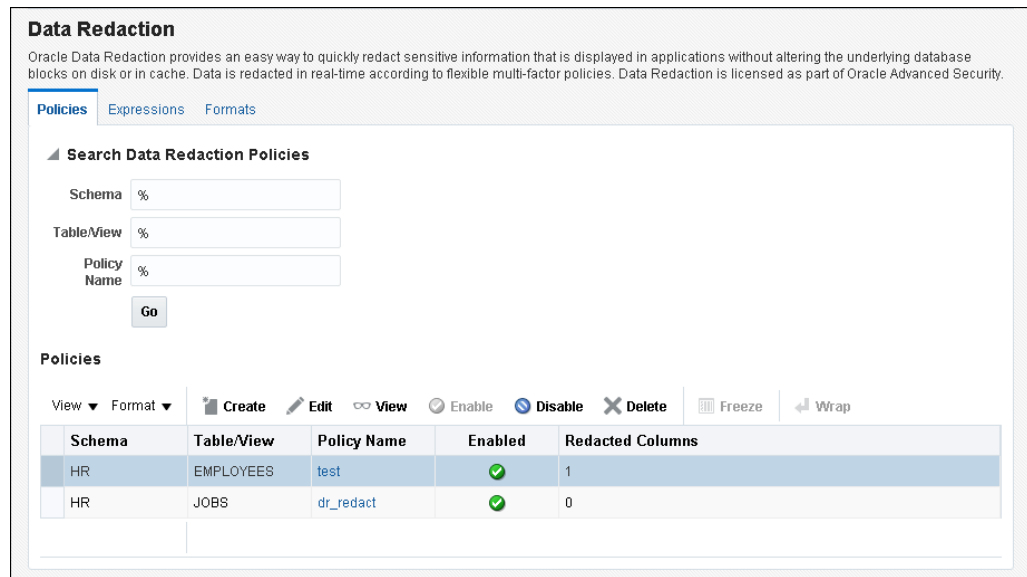 Data Redaction
Oracle Data Redaction provides an easy way to quickly redact sensitive information that is displayed in applications without altering the underlying database
blocks on disk or in cache. Data is redacted in real-time according to flexible multi-factor policies. Data Redaction is licensed as part of Oracle Advanced Security.
Policies Expressions Formats
Search Data Redaction Policies
Schema %
Table/View %
Policy
Name %
Go
Policies
View Format Create Edit View Enable Disable Delete Freeze Wrap
Schema Table/View Policy Name Enabled Redacted Columns
HR EMPLOYEES test 1
HR JOBS dr_redact 0